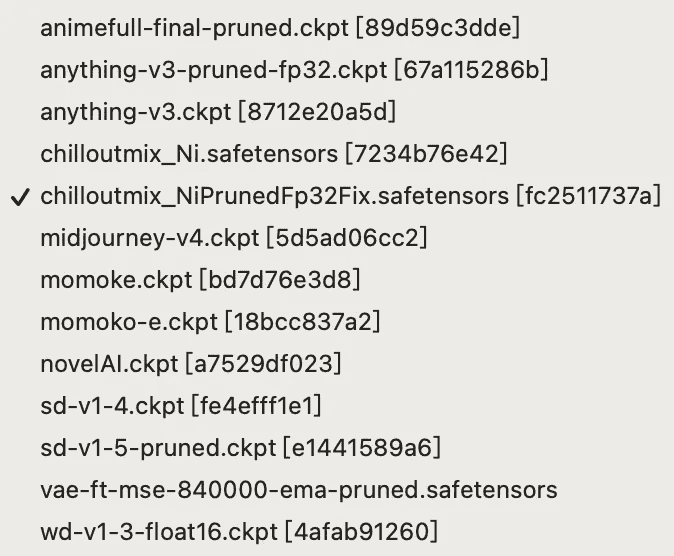 animefull-final-pruned.ckpt [89d59c3dde]
anything-v3-pruned-fp32.ckpt [67a115286b]
anything-v3.ckpt [8712e20a5d]
chilloutmix_Ni.safetensors [7234b76e42]
✓ chilloutmix_NiPrunedFp32Fix.safetensors [fc2511737a]
midjourney-v4.ckpt [5d5ad06cc2]
momoke.ckpt [bd7d76e3d8]
momoko-e.ckpt [18bcc837a2]
novelAI.ckpt [a7529df023]
sd-v1-4.ckpt [fe4efff1e1]
sd-v1-5-pruned.ckpt [e1441589a6]
vae-ft-mse-840000-ema-pruned.safetensors
wd-v1-3-float16.ckpt [4afab91260]